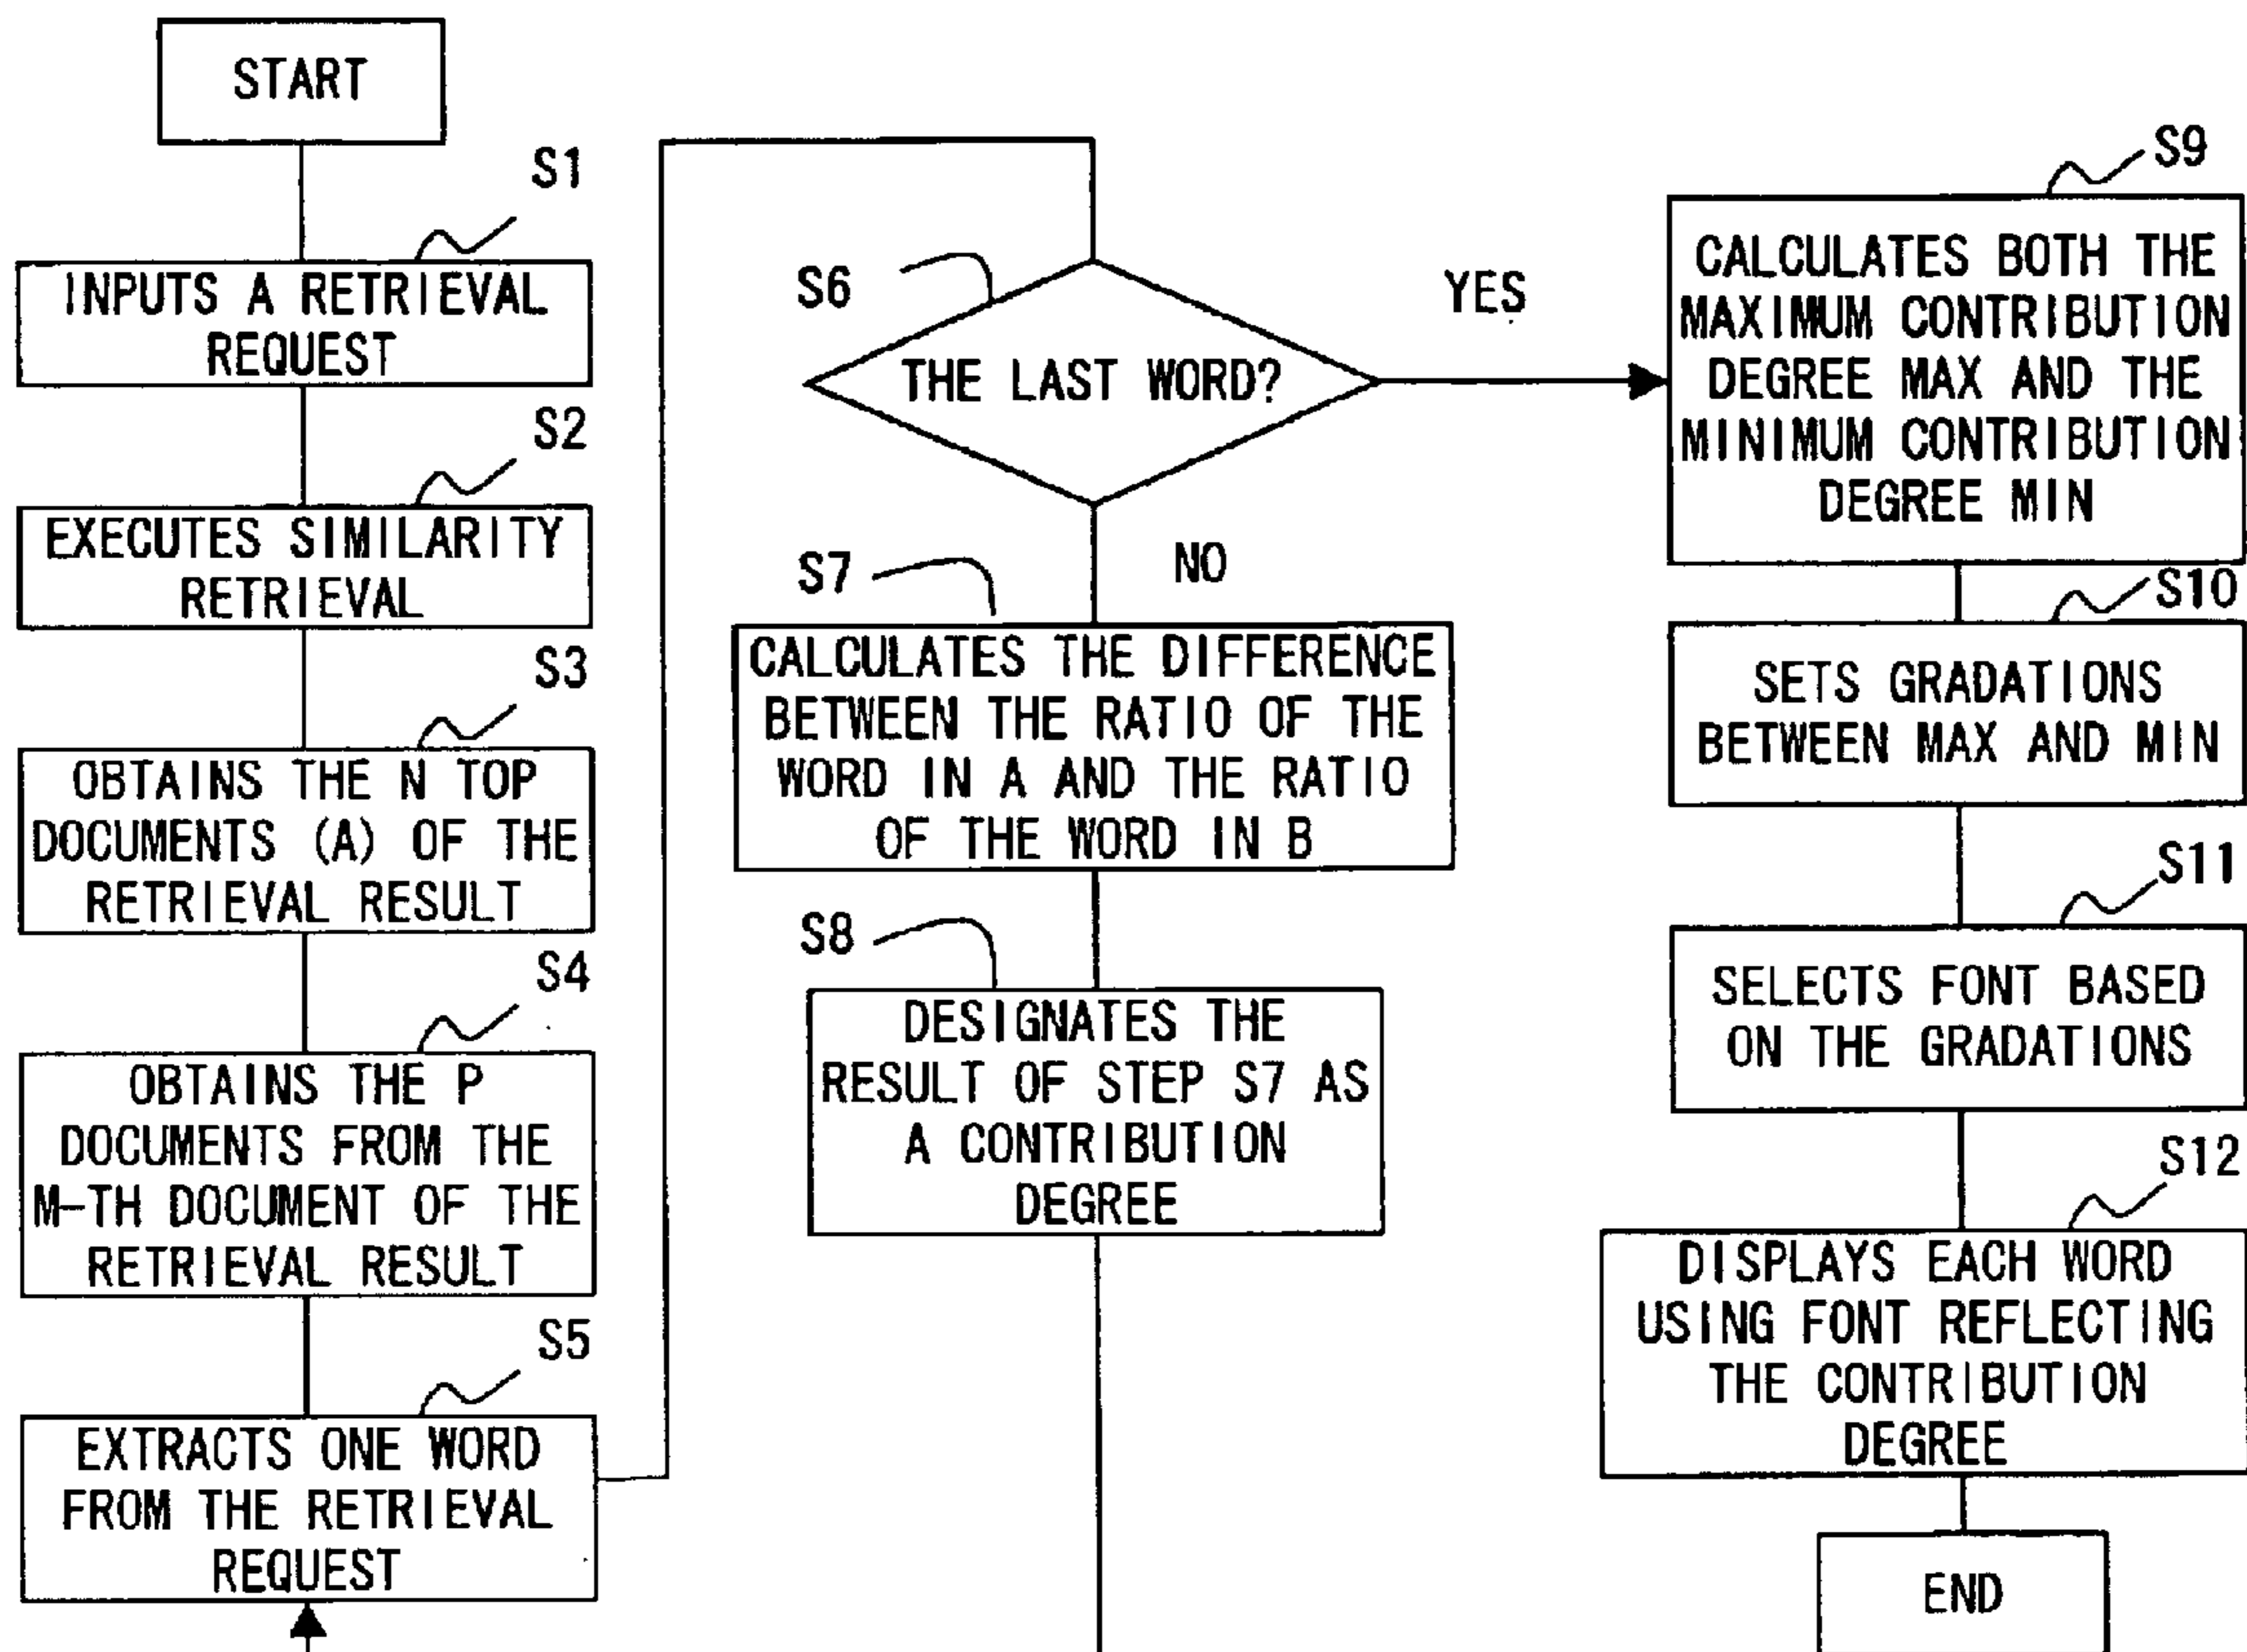 START
S1
INPUTS A RETRIEVAL
REQUEST
S2
EXECUTES SIMILARITY
RETRIEVAL
S3
OBTAINS THE N TOP
DOCUMENTS (A) OF THE
RETRIEVAL RESULT
S4
OBTAINS THE P
DOCUMENTS FROM THE
M-TH DOCUMENT OF THE
RETRIEVAL RESULT
S5
EXTRACTS ONE WORD
FROM THE RETRIEVAL
REQUEST
S6
THE LAST WORD?
YES
NO
S7
CALCULATES THE DIFFERENCE
BETWEEN THE RATIO OF THE
WORD IN A AND THE RATIO
OF THE WORD IN B
S8
DESIGNATES THE
RESULT OF STEP S7 AS
A CONTRIBUTION
DEGREE
S9
CALCULATES BOTH THE
MAXIMUM CONTRIBUTION
DEGREE MAX AND THE
MINIMUM CONTRIBUTION
DEGREE MIN
S10
SETS GRADATIONS
BETWEEN MAX AND MIN
S11
SELECTS FONT BASED
ON THE GRADATIONS
S12
DISPLAYS EACH WORD
USING FONT REFLECTING
THE CONTRIBUTION
DEGREE
END